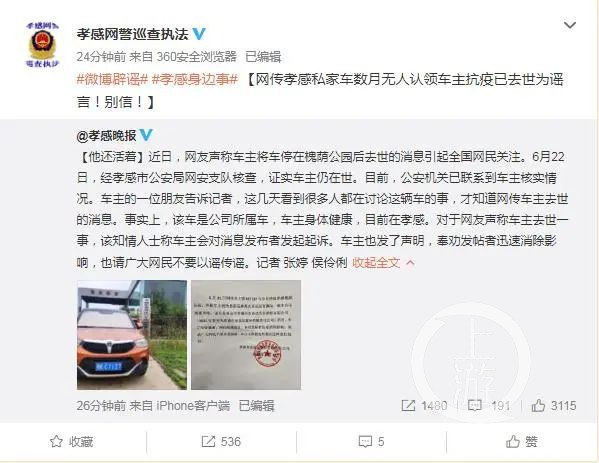 孝感网警巡查执法
24分钟前 来自 360安全浏览器 已编辑
#微博辟谣# #孝感身边事# 【网传孝感私家车数月无人认领车主抗疫已去世为谣
言！别信！】
@孝感晚报
【他还活着】近日，网友声称车主将车停在槐荫公园后去世的消息引起全国网民关注。6月22
日，经孝感市公安局网安支队核查，证实车主仍在世。目前，公安机关已联系到车主核实情
况。车主的一位朋友告诉记者，这几天看到很多人都在讨论这辆车的事，才知道网传车主去世
的消息。事实上，该车是公司所属车，车主身体健康，目前在孝感。对于网友声称车主去世一
事，该知情人士称车主会对消息发布者发起起诉。车主也发了声明，奉劝发帖者迅速消除影
响，也请广大网民不要以谣传谣。记者 张婷 侯伶俐 收起全文
26分钟前 来自 iPhone客户端 已编辑
1480 191 3115
收藏 536 5 赞
上游